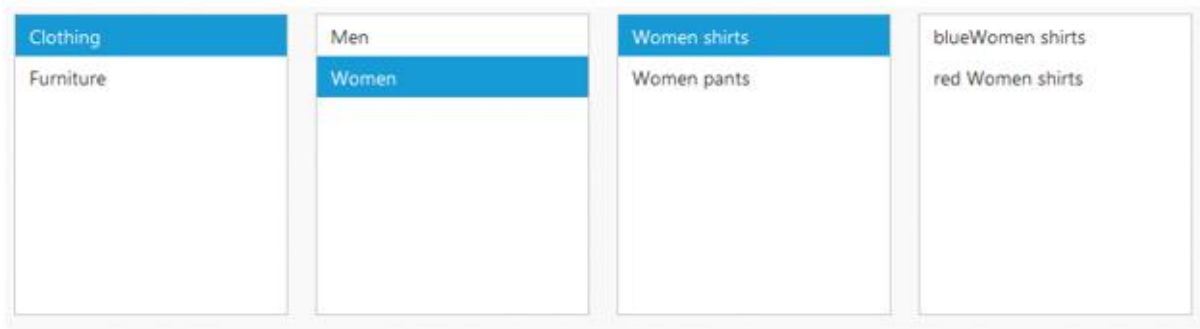 Clothing
Furniture
Men
Women
Women shirts
Women pants
blueWomen shirts
red Women shirts